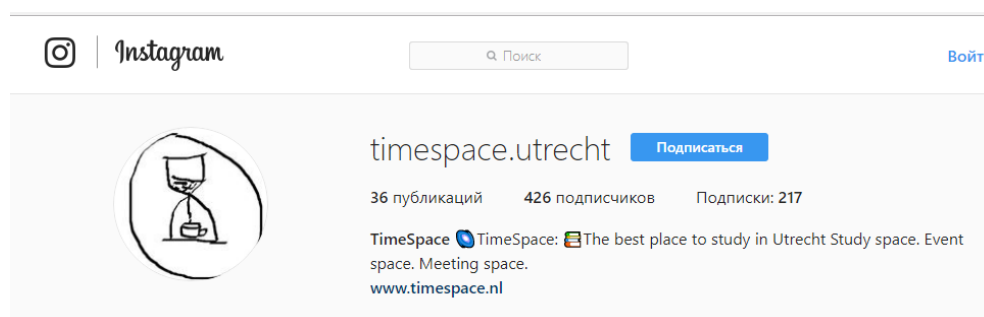 Instagram
Поиск
Войт
timespace.utrecht Подписаться
36 публикаций 426 подписчиков Подписки: 217
TimeSpace 🌀TimeSpace: 📚The best place to study in Utrecht Study space. Event
space. Meeting space.
www.timespace.nl